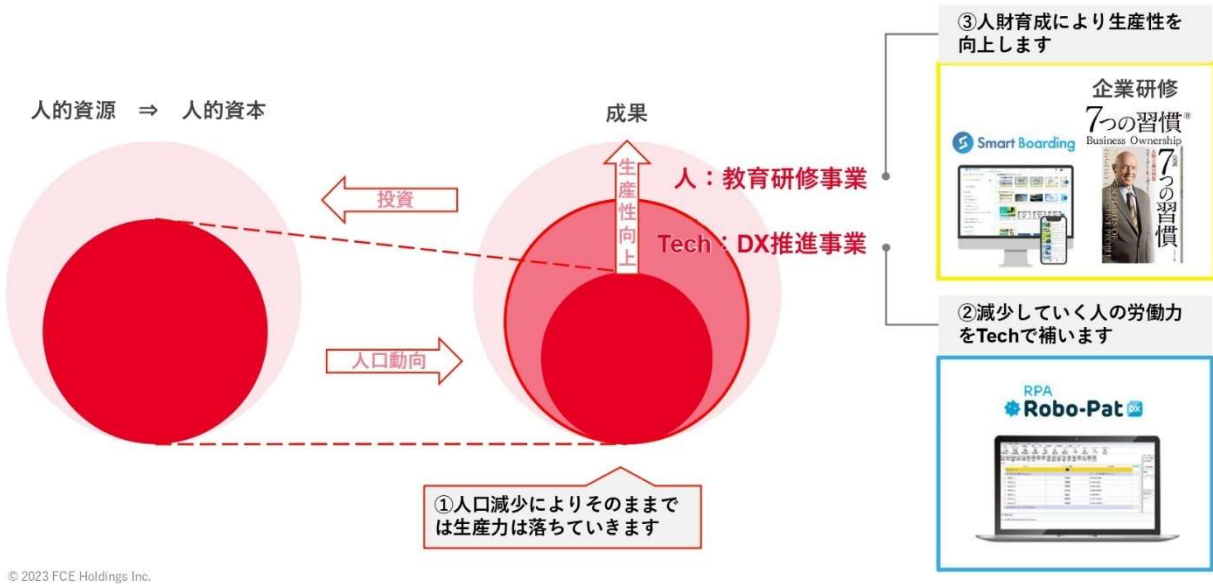 人的資源 ⇒ 人的資本
投資
人口動向
成果
生産性向上
人：教育研修事業
Tech：DX推進事業
①人口減少によりそのままで
は生産力は落ちていきます
③人財育成により生産性を
向上します
企業研修
7つの習慣®
Business Ownership
Smart Boarding
7つの習慣
②減少していく人の労働力
をTechで補います
RPA
Robo-Pat DX
© 2023 FCE Holdings Inc.